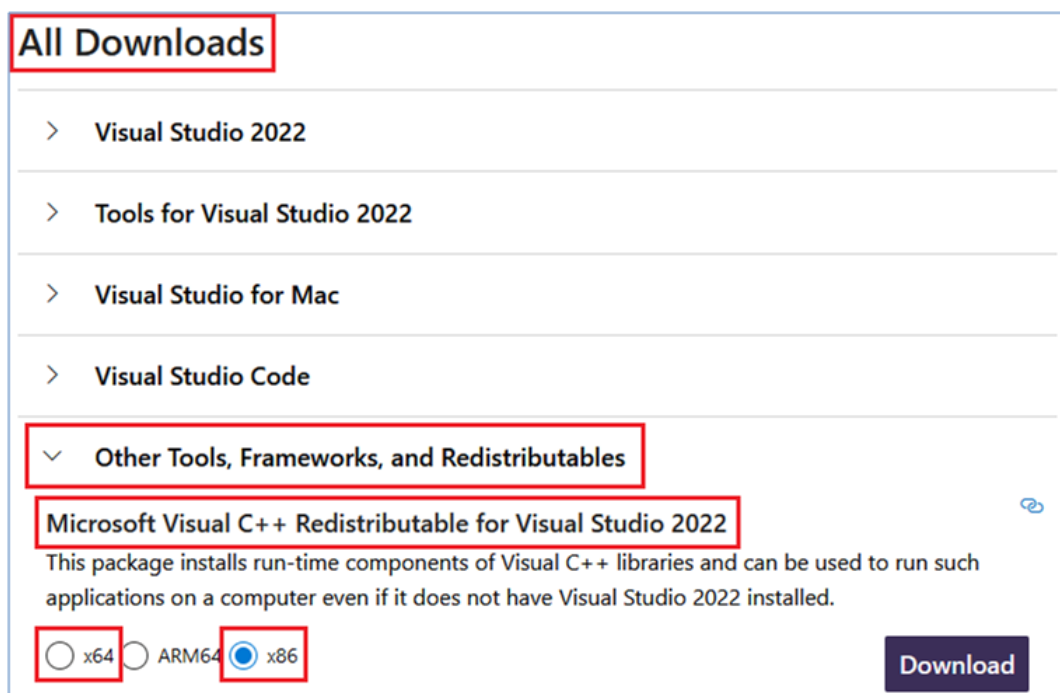 All Downloads
Visual Studio 2022
Tools for Visual Studio 2022
Visual Studio for Mac
Visual Studio Code
Other Tools, Frameworks, and Redistributables
Microsoft Visual C++ Redistributable for Visual Studio 2022
This package installs run-time components of Visual C++ libraries and can be used to run such
applications on a computer even if it does not have Visual Studio 2022 installed.
x64 ARM64 x86 Download